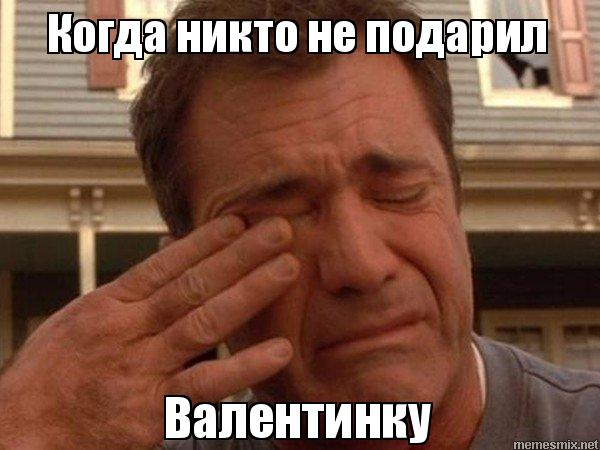 Когда никто не подарил
Валентинку
memesmix.net